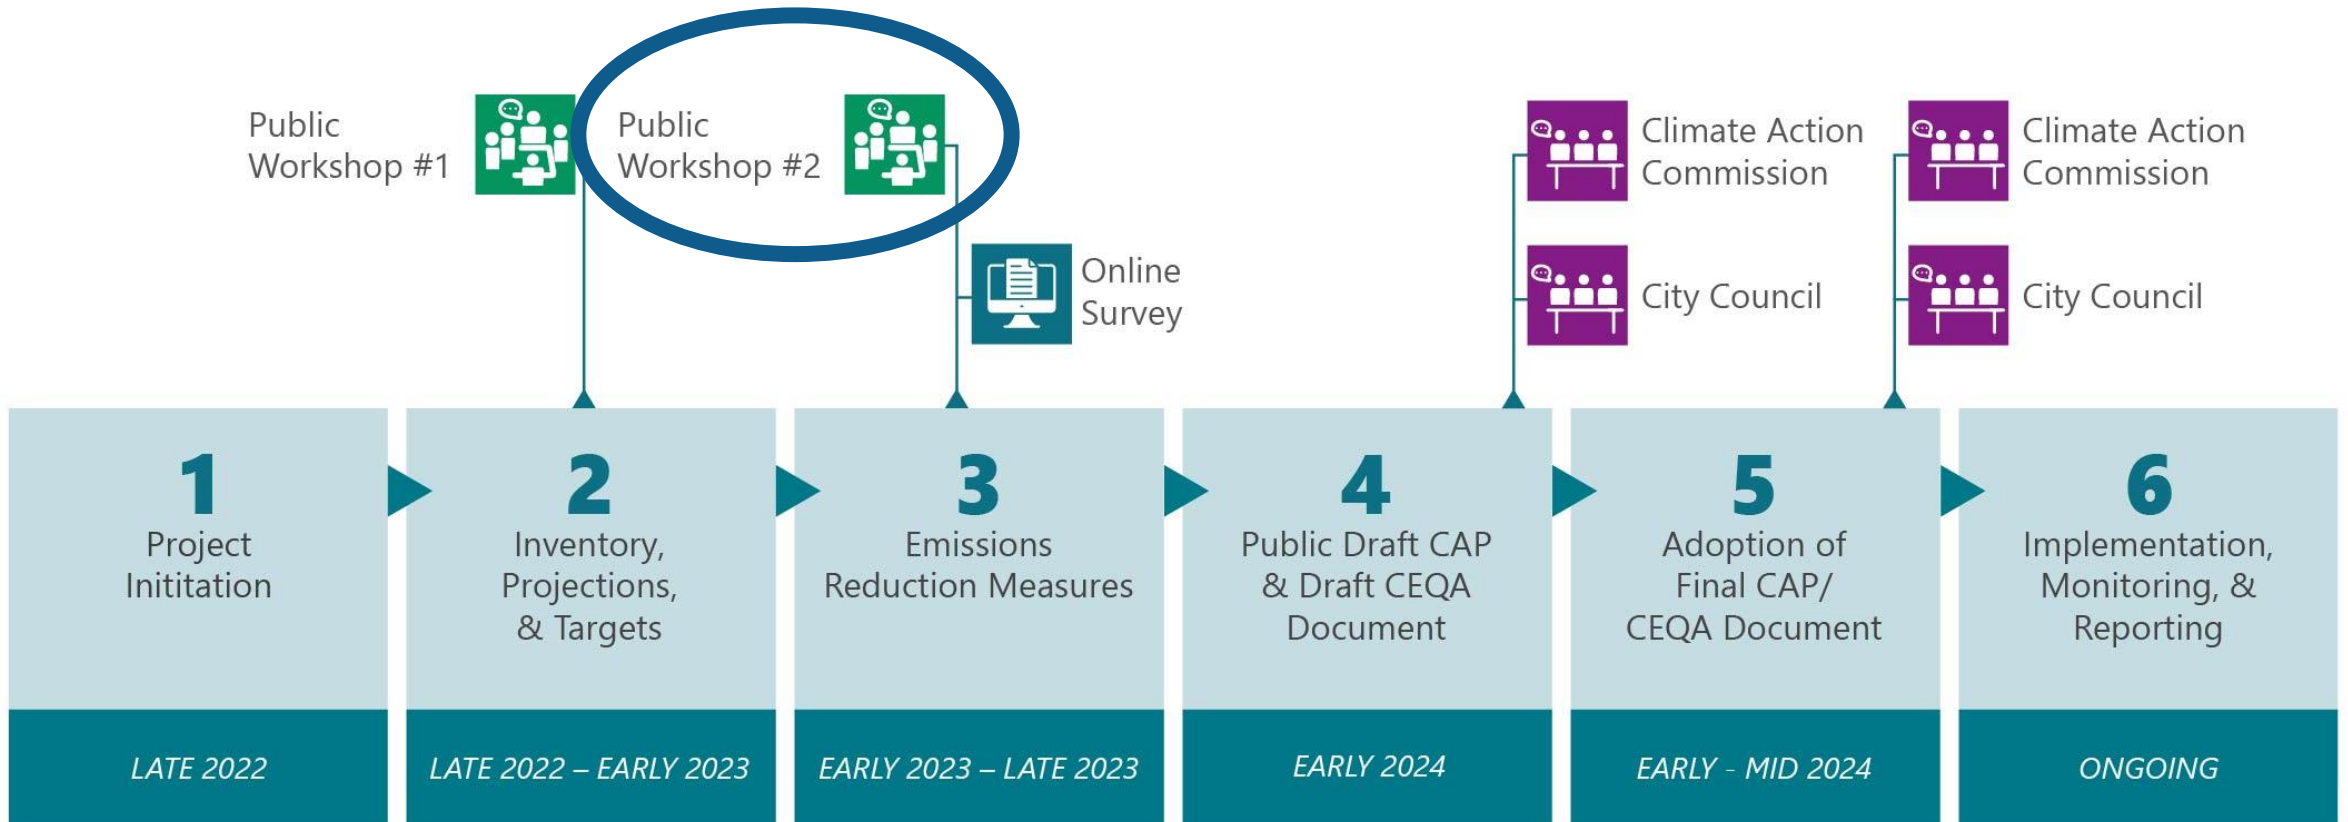 Public
Workshop #1
Public
Workshop #2
Online
Survey
Climate Action
Commission
City Council
Climate Action
Commission
City Council
1
Project
Inititation
LATE 2022
2
Inventory,
Projections,
& Targets
LATE 2022 – EARLY 2023
3
Emissions
Reduction Measures
EARLY 2023 – LATE 2023
4
Public Draft CAP
& Draft CEQA
Document
EARLY 2024
5
Adoption of
Final CAP/
CEQA Document
EARLY - MID 2024
6
Implementation,
Monitoring, &
Reporting
ONGOING